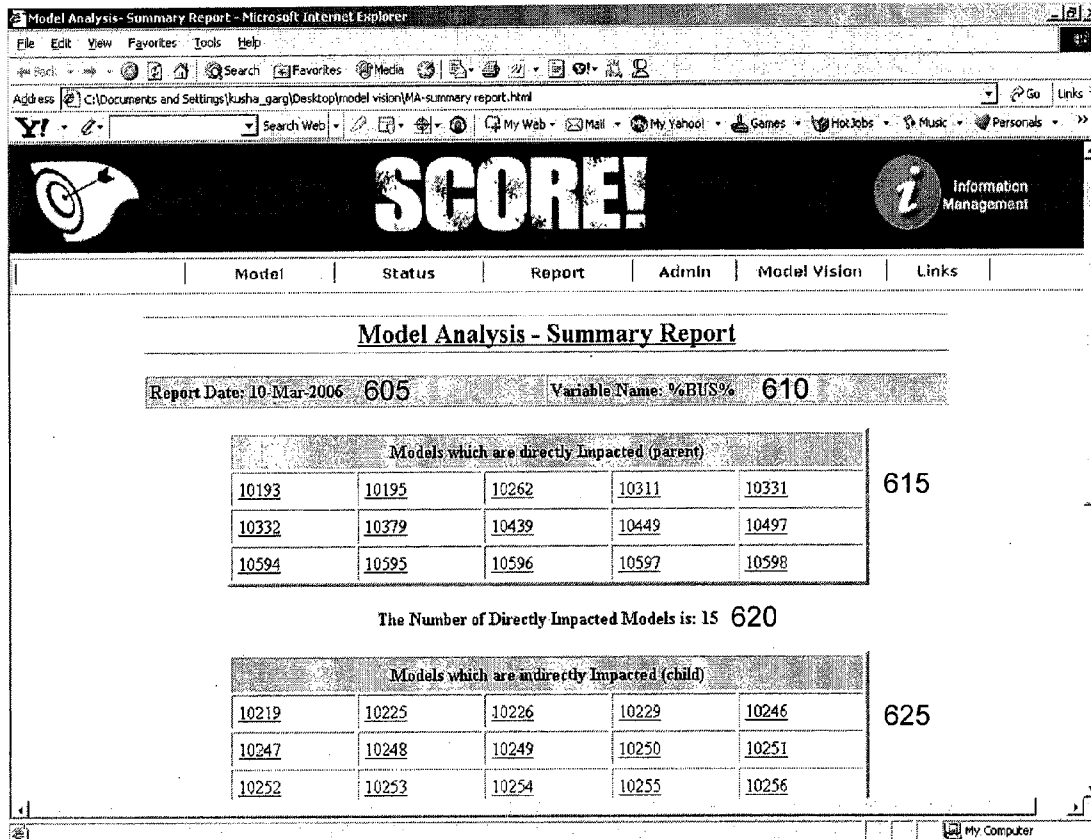 Model Analysis- Summary Report - Microsoft Internet Explorer
File Edit View Favorites Tools Help
Back Search Favorites Media
Address C:\Documents and Settings\kusha_garg\Desktop\model vision\MA-summary report.html Go Links
Y! Search Web My Web Mail My Yahoo! Games HotJobs Music Personals »
SCORE!
i Information Management
Model Status Report Admin Model Vision Links
Model Analysis - Summary Report
Report Date: 10-Mar-2006 605 Variable Name: %BUS% 610
Models which are directly Impacted (parent)
10193 10195 10262 10311 10331 615
10332 10379 10439 10449 10497
10594 10595 10596 10597 10598
The Number of Directly Impacted Models is: 15 620
Models which are indirectly Impacted (child)
10219 10225 10226 10229 10246 625
10247 10248 10249 10250 10251
10252 10253 10254 10255 10256
My Computer